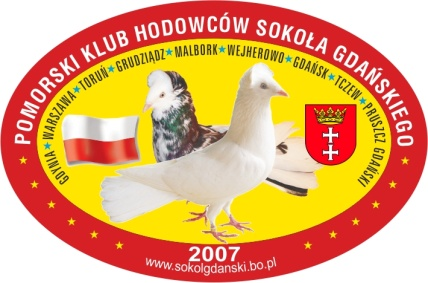 POMORSKI KLUB HODOWCÓW SOKOŁA GDAŃSKIEGO
GDYNIA★WARSZAWA★TORUŃ★GRUDZIĄDZ★MALBORK★WEJHEROWO★GDAŃSK★TCZEW★PRUSZCZ GDAŃSKI
2007
www.sokolgdanski.bo.pl